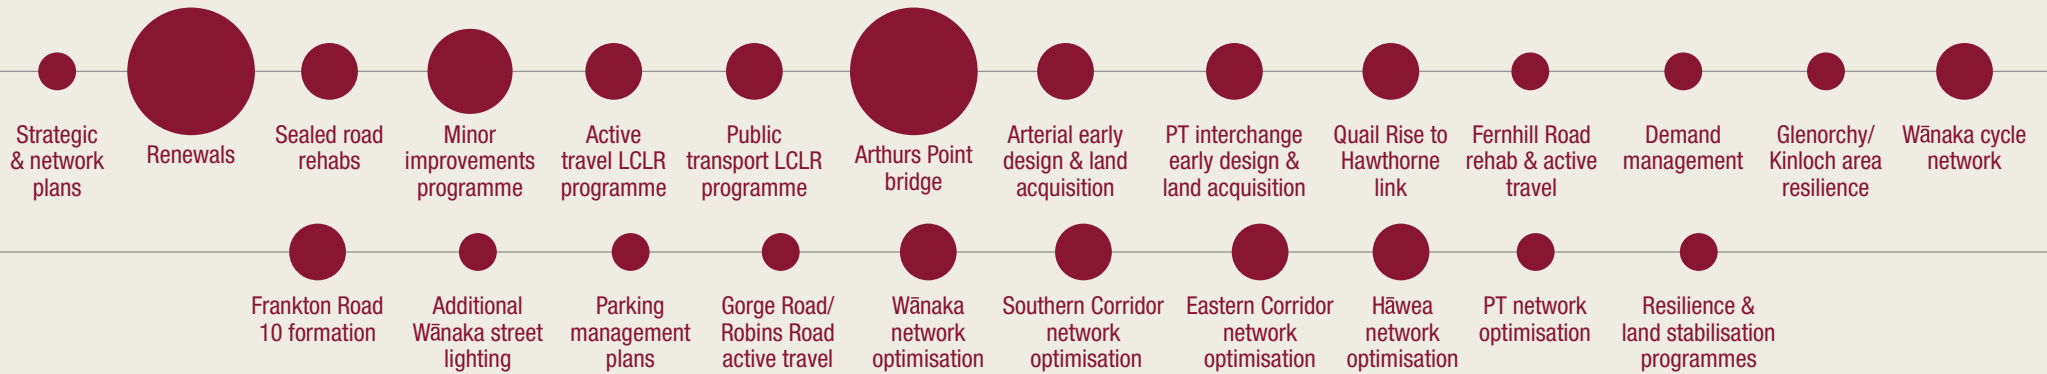 Strategic
& network
plans
Renewals
Sealed road
rehabs
Minor
improvements
programme
Active
travel LCLR
programme
Public
transport LCLR
programme
Arthurs Point
bridge
Arterial early
design & land
acquisition
PT interchange
early design &
land acquisition
Quail Rise to
Hawthorne
link
Fernhill Road
rehab & active
travel
Demand
management
Glenorchy/
Kinloch area
resilience
Wānaka cycle
network
Frankton Road
10 formation
Additional
Wānaka street
lighting
Parking
management
plans
Gorge Road/
Robins Road
active travel
Wānaka
network
optimisation
Southern Corridor
network
optimisation
Eastern Corridor
network
optimisation
Hāwea
network
optimisation
PT network
optimisation
Resilience &
land stabilisation
programmes